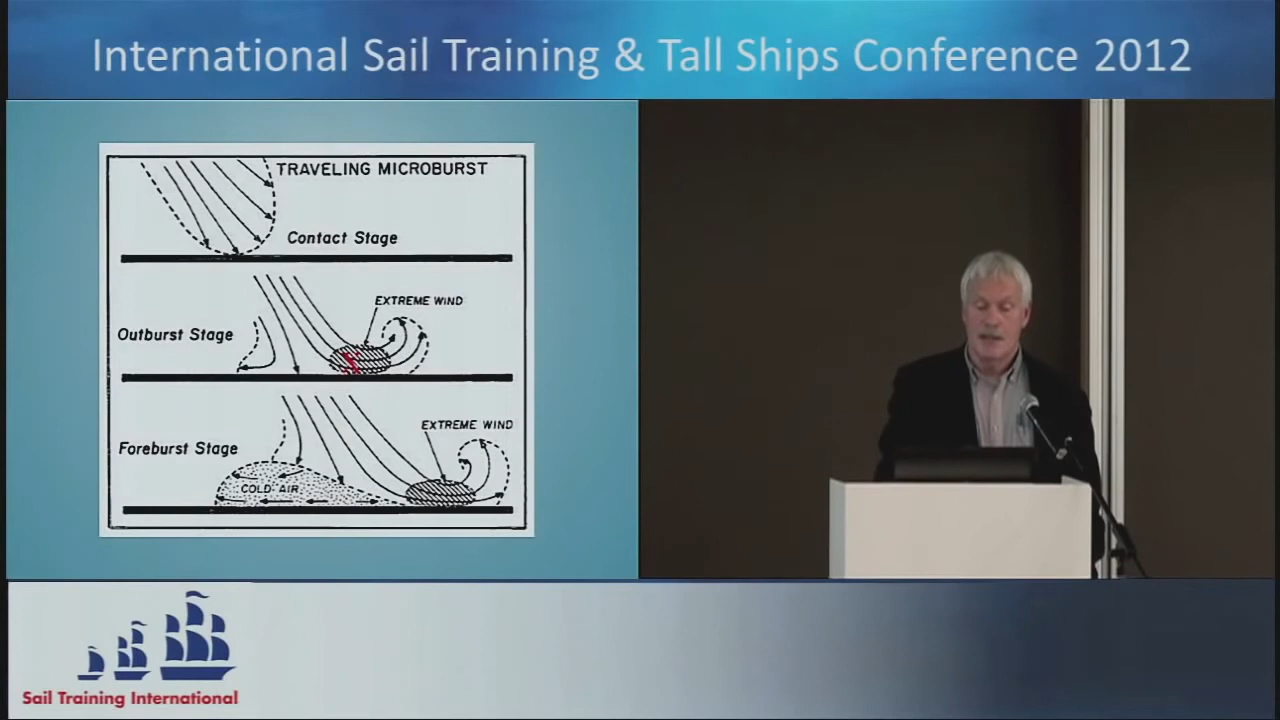 International Sail Training & Tall Ships Conference 2012
TRAVELING MICROBURST
Contact Stage
EXTREME WIND
Outburst Stage
EXTREME WIND
Foreburst Stage
COLD AIR
Sail Training International